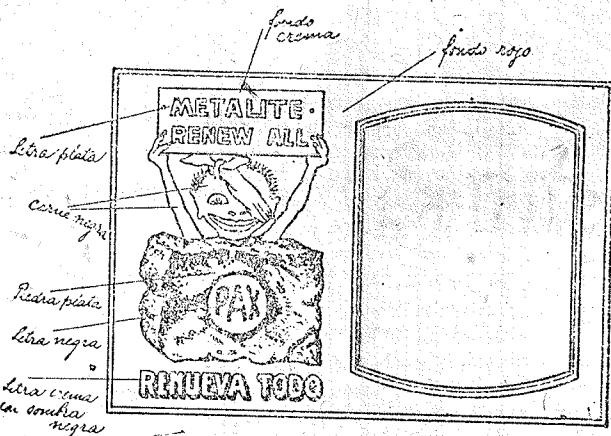 fondo
crema
fondo rojo
METALITE
RENEW ALL
Letra plata
carne negra
Piedra plata
PAX
Letra negra
RENUEVA TODO
Letra crema
con sombra
negra